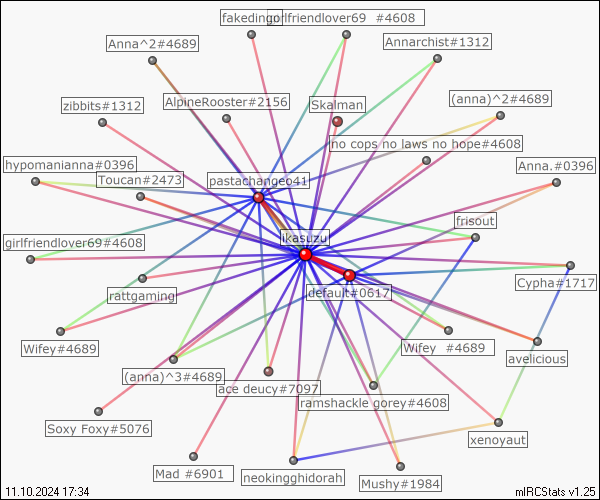 fakedingo
girlfriendlover69 #4608
Anna^2#4689
Annarchist#1312
zibbits#1312
AlpineRooster#2156
Skalman
(anna)^2#4689
no cops no laws no hope#4608
hypomanianna#0396
Toucan#2473
pastachangeo41
Anna.#0396
frisout
ikasuzu
girlfriendlover69#4608
rattgaming
default#0617
Cypha#1717
Wifey#4689
Wifey #4689
avelicious
(anna)^3#4689
ace deucy#7097
ramshackle gorey#4608
Soxy Foxy#5076
xenoyaut
Mad #6901
neokingghidorah
Mushy#1984
11.10.2024 17:34
mIRCStats v1.25